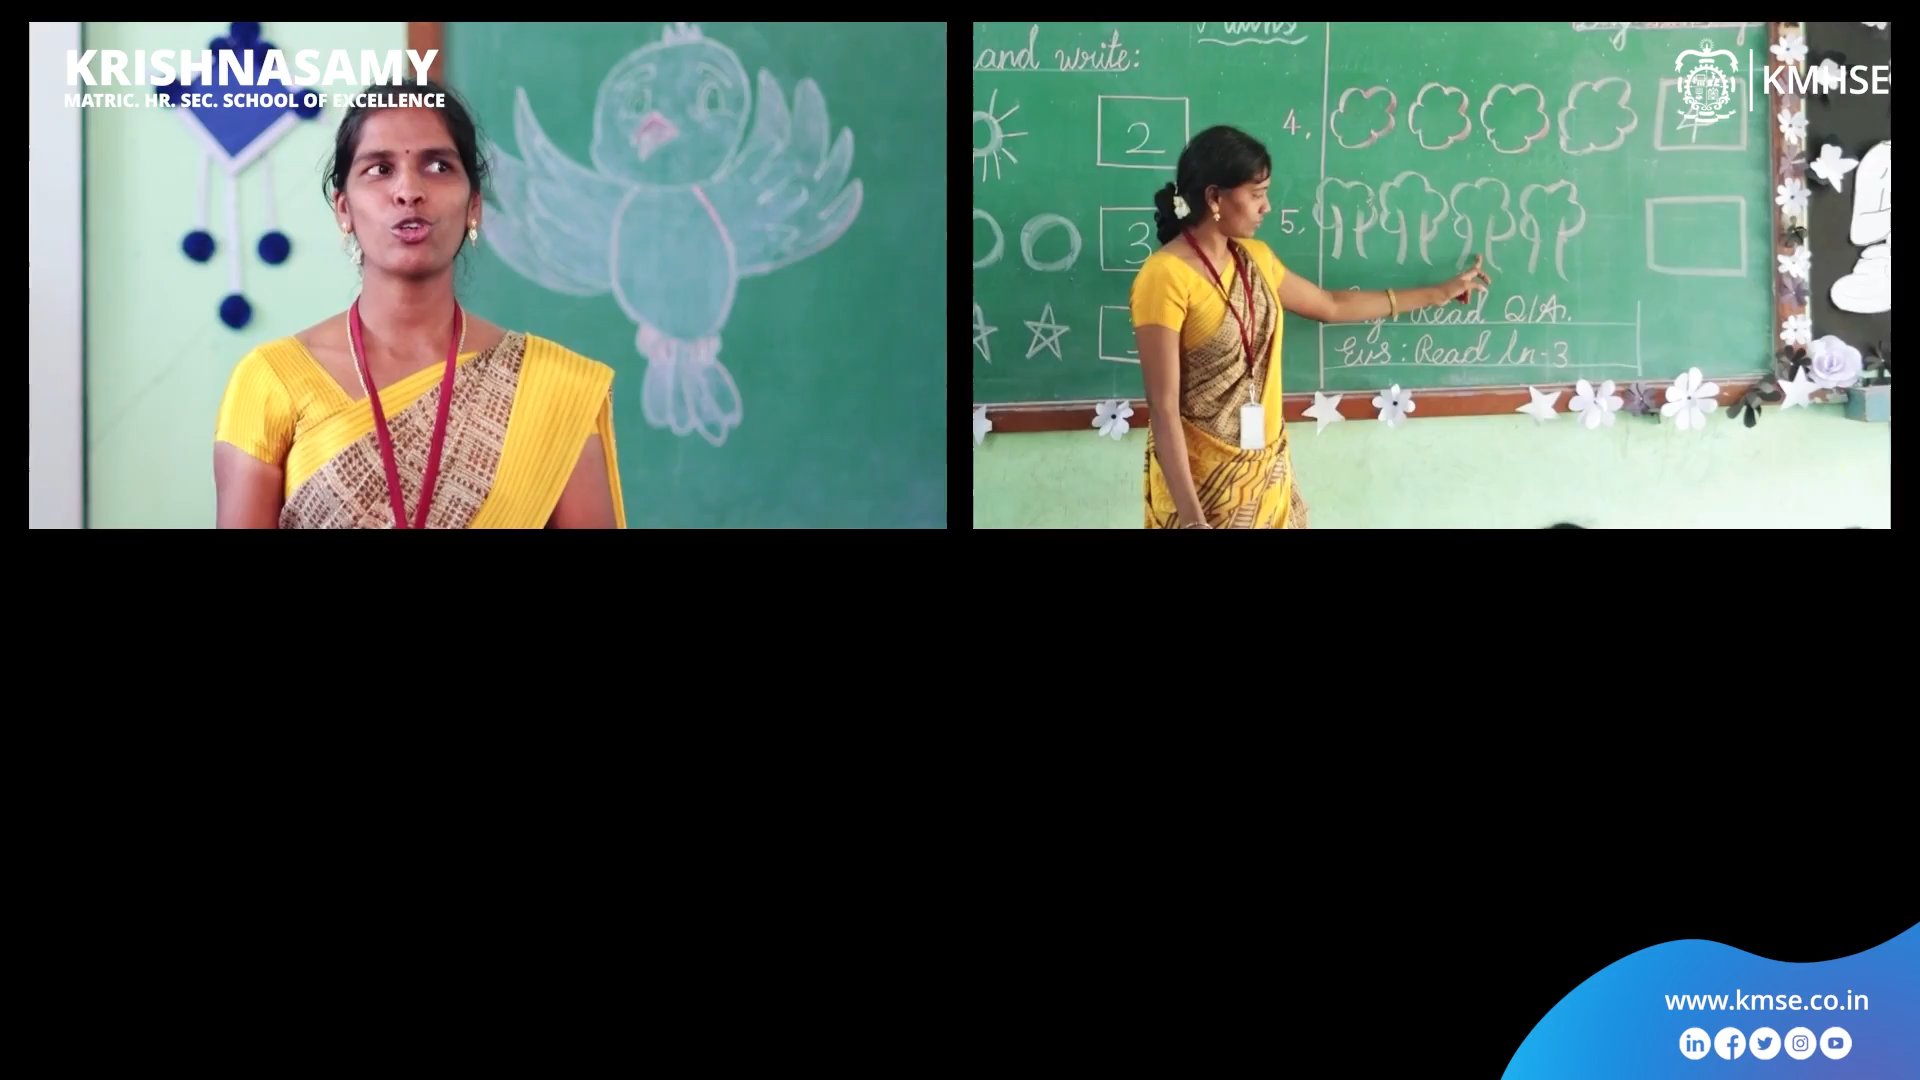 KRISHNASAMY
MATRIC. HR. SEC. SCHOOL OF EXCELLENCE
KMHSE
and write:
2
3
4.
4
5.
Read Q/A.
Evs: Read Ln-3
www.kmse.co.in